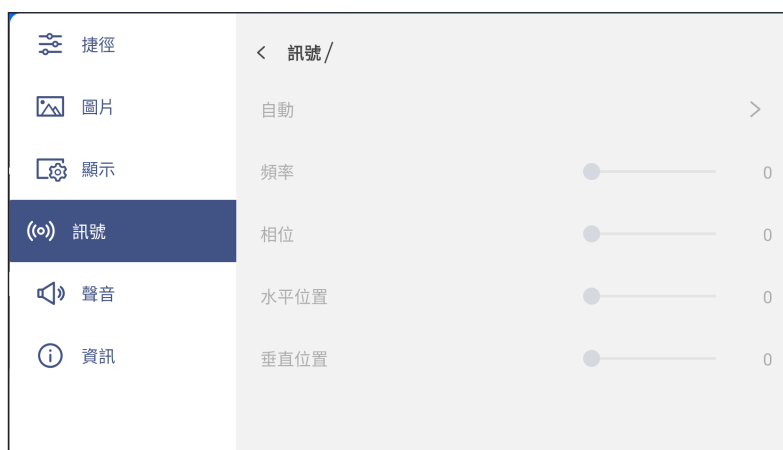 捷徑
圖片
顯示
訊號
聲音
資訊
訊號/
自動
頻率 0
相位 0
水平位置 0
垂直位置 0